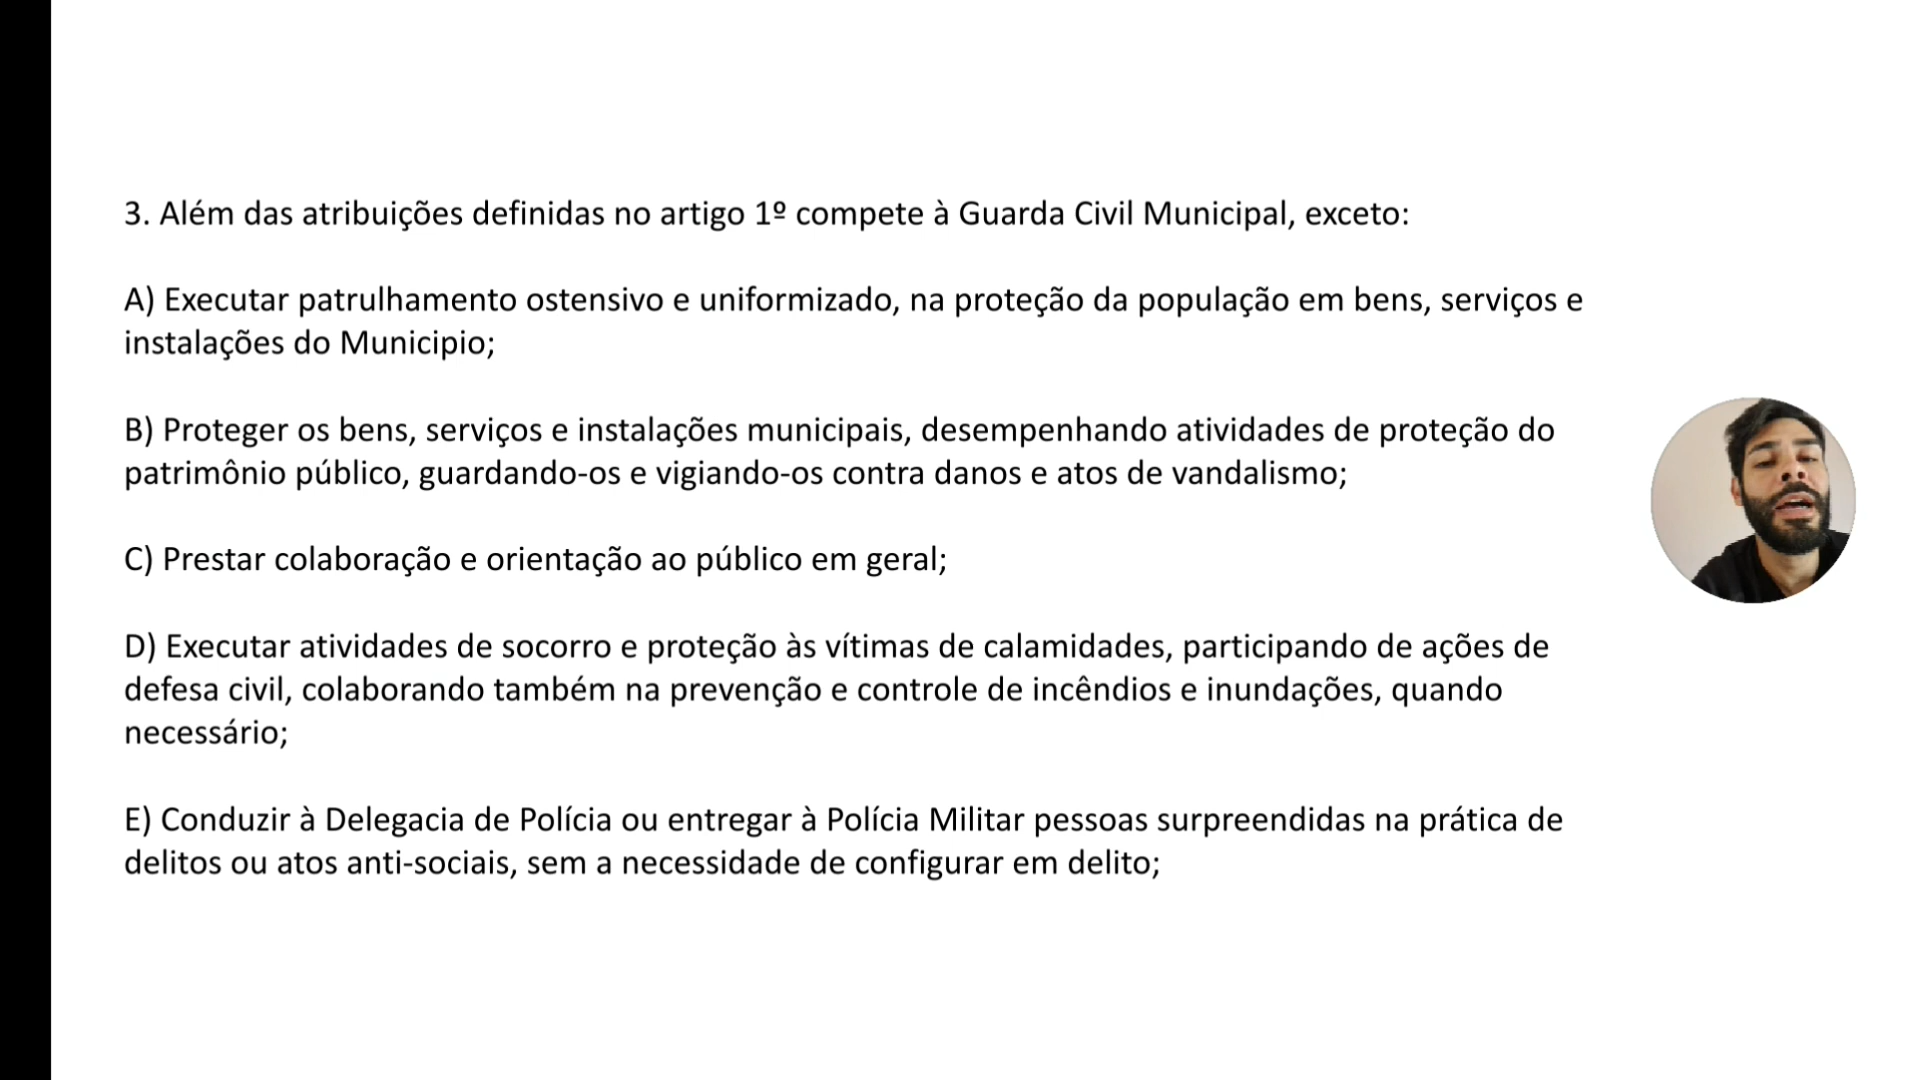 3. Além das atribuições definidas no artigo 1º compete à Guarda Civil Municipal, exceto:
A) Executar patrulhamento ostensivo e uniformizado, na proteção da população em bens, serviços e
instalações do Municipio;
B) Proteger os bens, serviços e instalações municipais, desempenhando atividades de proteção do
patrimônio público, guardando-os e vigiando-os contra danos e atos de vandalismo;
C) Prestar colaboração e orientação ao público em geral;
D) Executar atividades de socorro e proteção às vítimas de calamidades, participando de ações de
defesa civil, colaborando também na prevenção e controle de incêndios e inundações, quando
necessário;
E) Conduzir à Delegacia de Polícia ou entregar à Polícia Militar pessoas surpreendidas na prática de
delitos ou atos anti-sociais, sem a necessidade de configurar em delito;